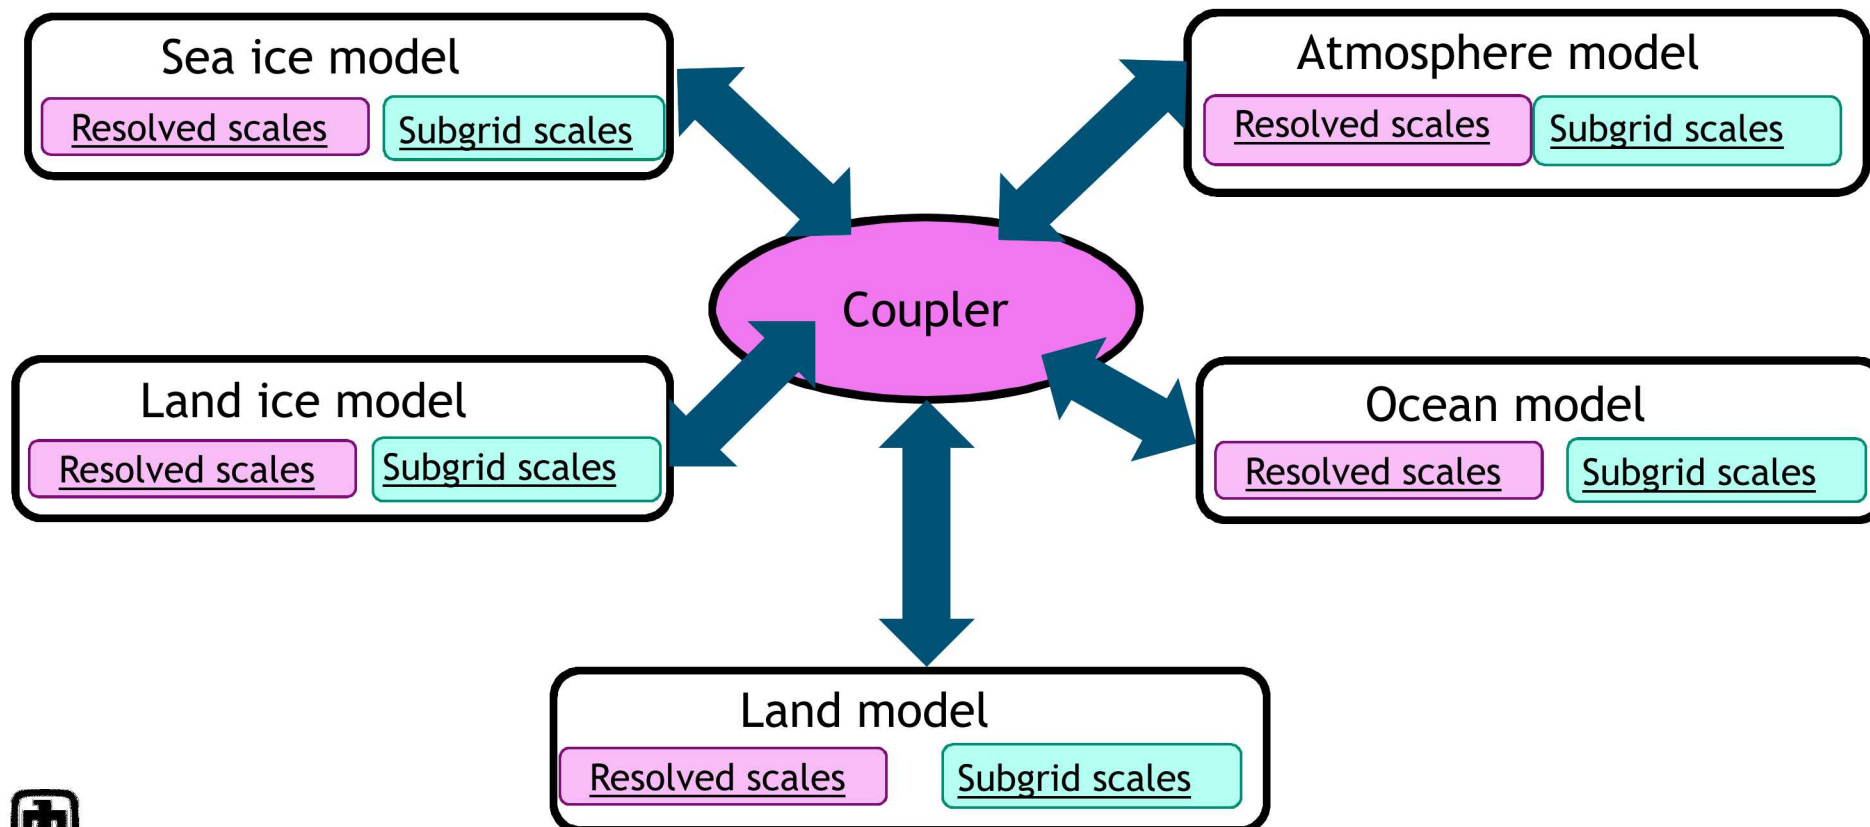 Sea ice model
Resolved scales
Subgrid scales
Atmosphere model
Resolved scales
Subgrid scales
Coupler
Land ice model
Resolved scales
Subgrid scales
Ocean model
Resolved scales
Subgrid scales
Land model
Resolved scales
Subgrid scales